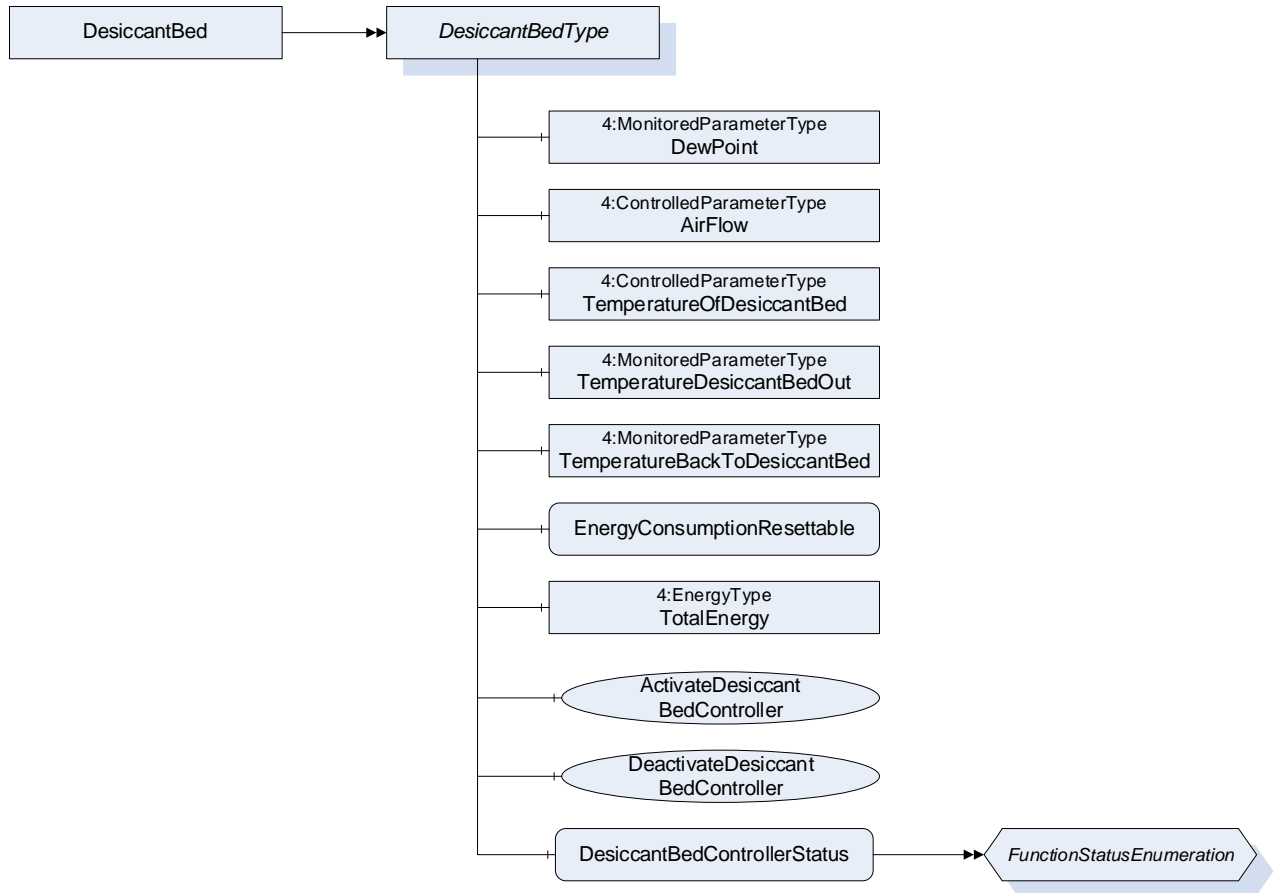 DesiccantBed
DesiccantBedType
4:MonitoredParameterType
DewPoint
4:ControlledParameterType
AirFlow
4:ControlledParameterType
TemperatureOfDesiccantBed
4:MonitoredParameterType
TemperatureDesiccantBedOut
4:MonitoredParameterType
TemperatureBackToDesiccantBed
EnergyConsumptionResettable
4:EnergyType
TotalEnergy
ActivateDesiccant
BedController
DeactivateDesiccant
BedController
DesiccantBedControllerStatus
FunctionStatusEnumeration